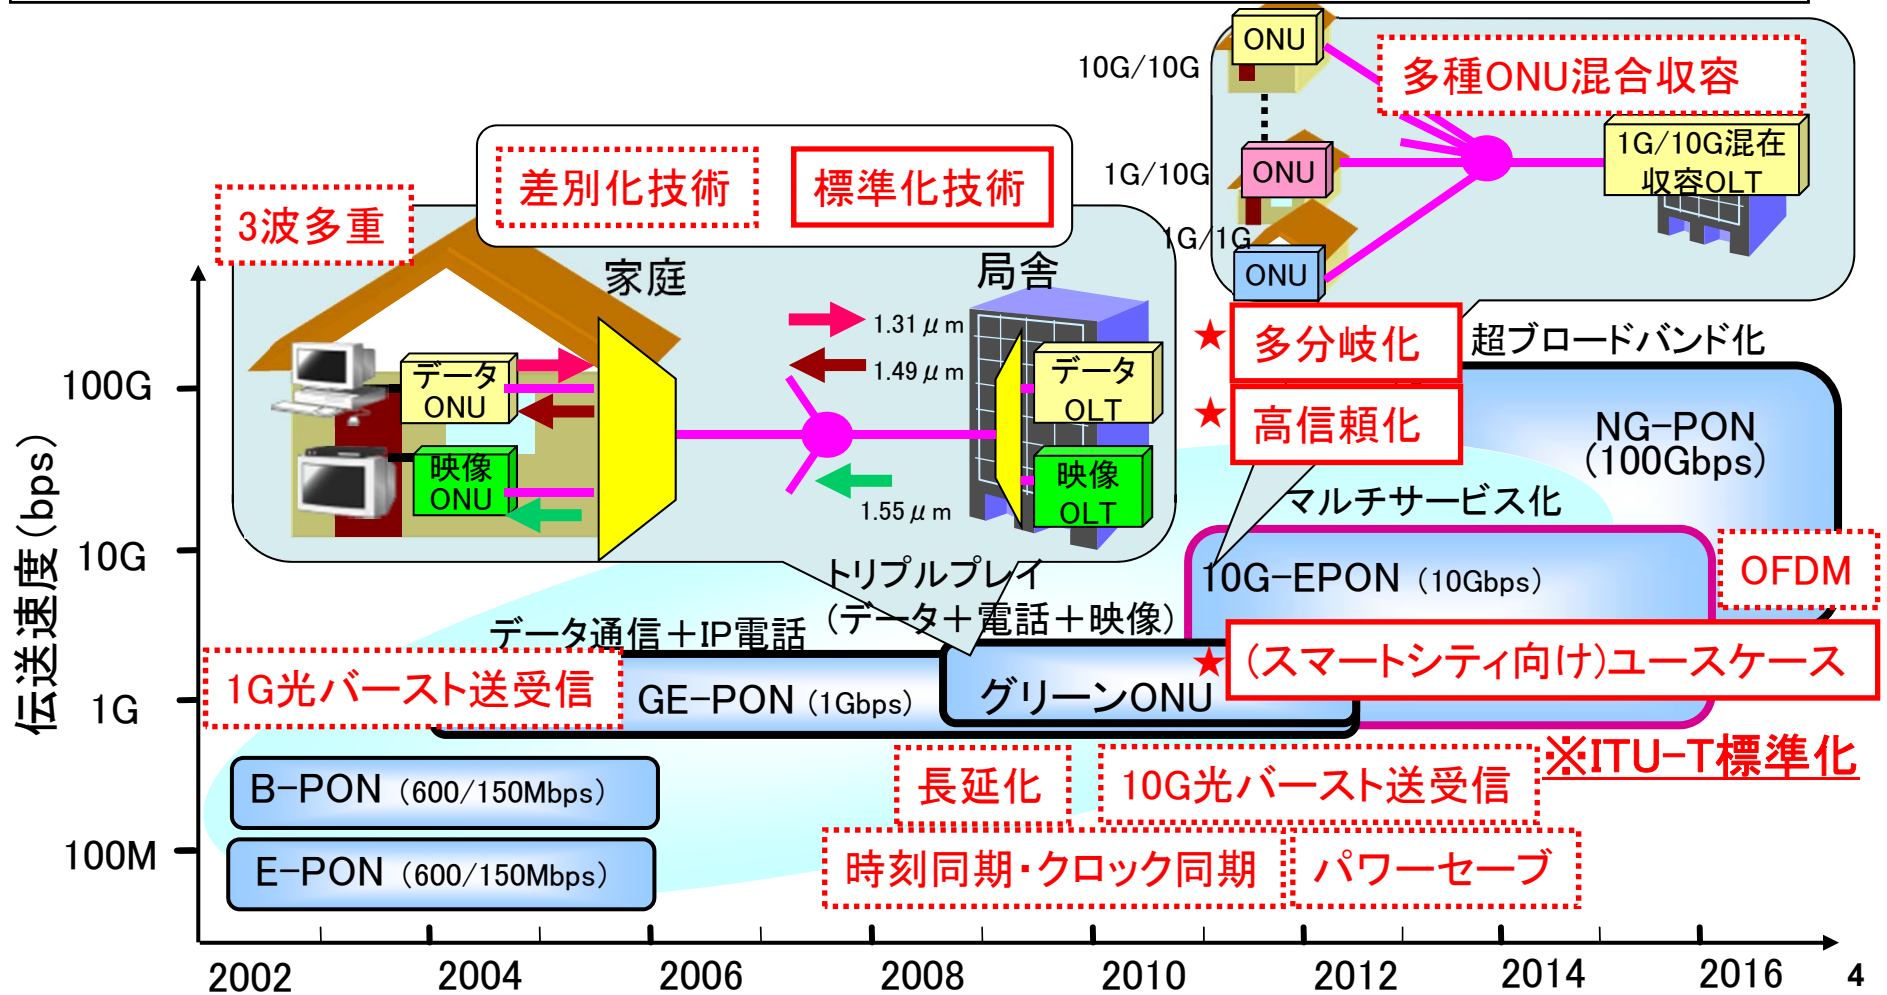 ONU
10G/10G
多種ONU混合収容
1G/10G混在
収容OLT
差別化技術
標準化技術
ONU
1G/10G
3波多重
1G/1G
ONU
家庭
局舎
1.31μm
1.49μm
1.55μm
データ
ONU
映像
ONU
データ
OLT
映像
OLT
★ 多分岐化
超ブロードバンド化
★ 高信頼化
NG-PON
(100Gbps)
マルチサービス化
伝送速度(bps)
100G
10G
1G
100M
トリプルプレイ
(データ+電話+映像)
10G-EPON (10Gbps)
OFDM
データ通信+IP電話
★ (スマートシティ向け)ユースケース
1G光バースト送受信
GE-PON (1Gbps)
グリーンONU
※ITU-T標準化
B-PON (600/150Mbps)
長延化
10G光バースト送受信
E-PON (600/150Mbps)
時刻同期・クロック同期
パワーセーブ
2002
2004
2006
2008
2010
2012
2014
2016
4